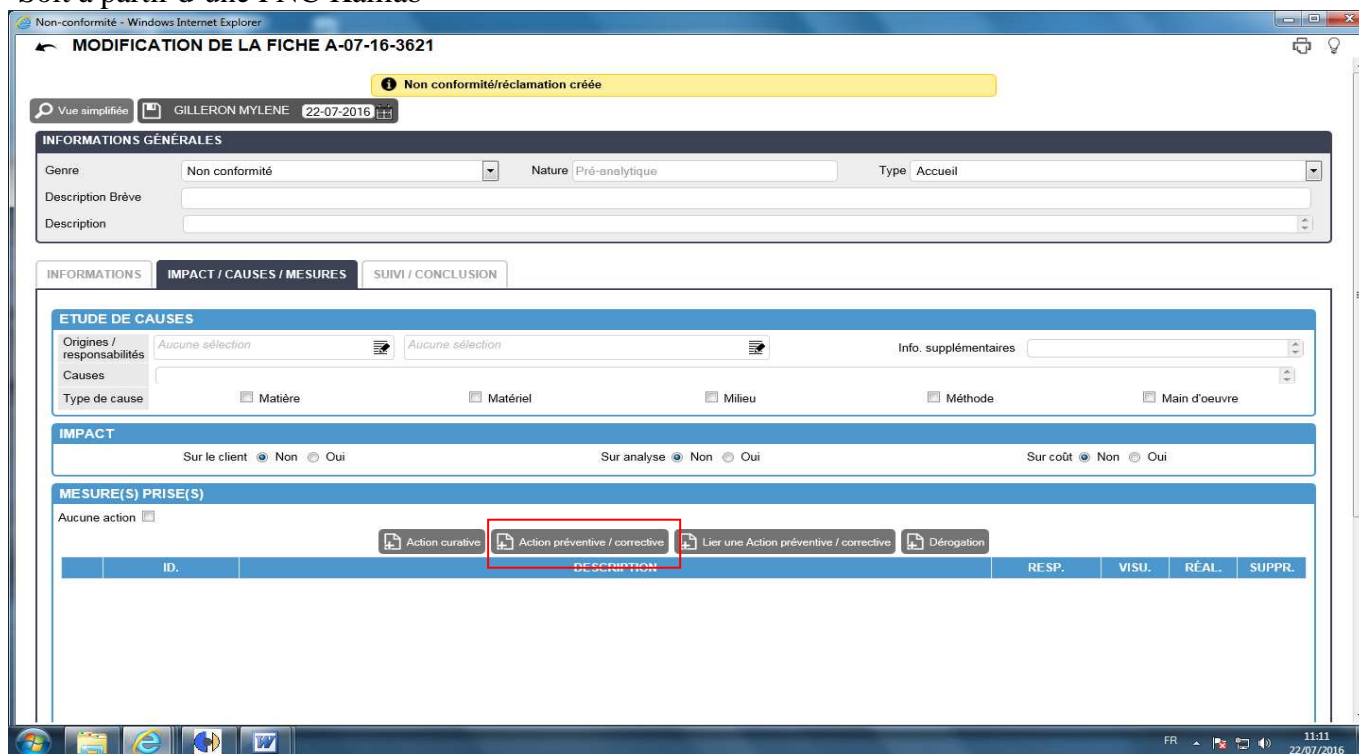 Soit à partir d'une FNC Kalilab
Non-conformité - Windows Internet Explorer
MODIFICATION DE LA FICHE A-07-16-3621
Non conformité/réclamation créée
Vue simplifiée GILLERON MYLENE 22-07-2016
INFORMATIONS GÉNÉRALES
Genre Non conformité Nature Pré-analytique Type Accueil
Description Brève
Description
INFORMATIONS IMPACT / CAUSES / MESURES SUIVI / CONCLUSION
ETUDE DE CAUSES
Origines / responsabilités Aucune sélection Aucune sélection Info. supplémentaires
Causes
Type de cause Matière Matériel Milieu Méthode Main d'oeuvre
IMPACT
Sur le client Non Oui Sur analyse Non Oui Sur coût Non Oui
MESURE(S) PRISE(S)
Aucune action
Action curative Action préventive / corrective Lier une Action préventive / corrective Dérogation
ID. DESCRIPTION RESP. VISU. RÉAL. SUPPR.
FR 11:11
22/07/2016